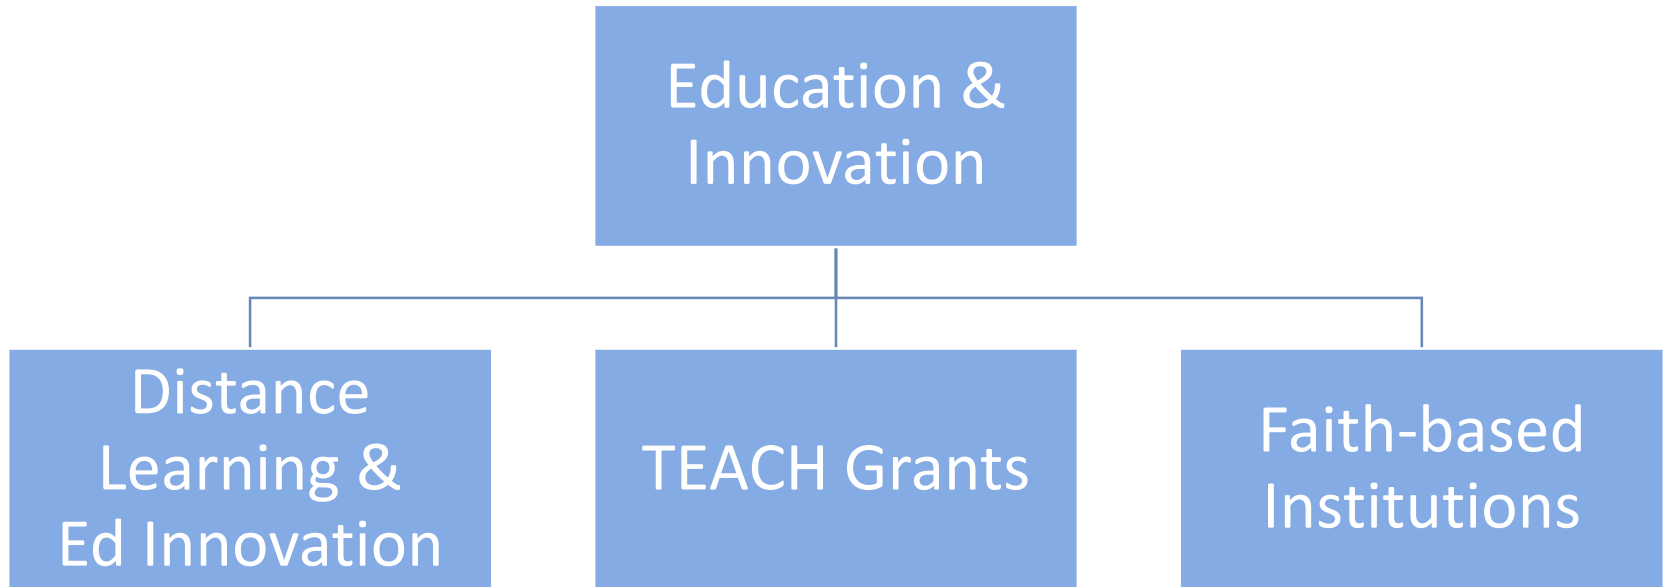 Education &
Innovation
Distance
Learning &
Ed Innovation
TEACH Grants
Faith-based
Institutions